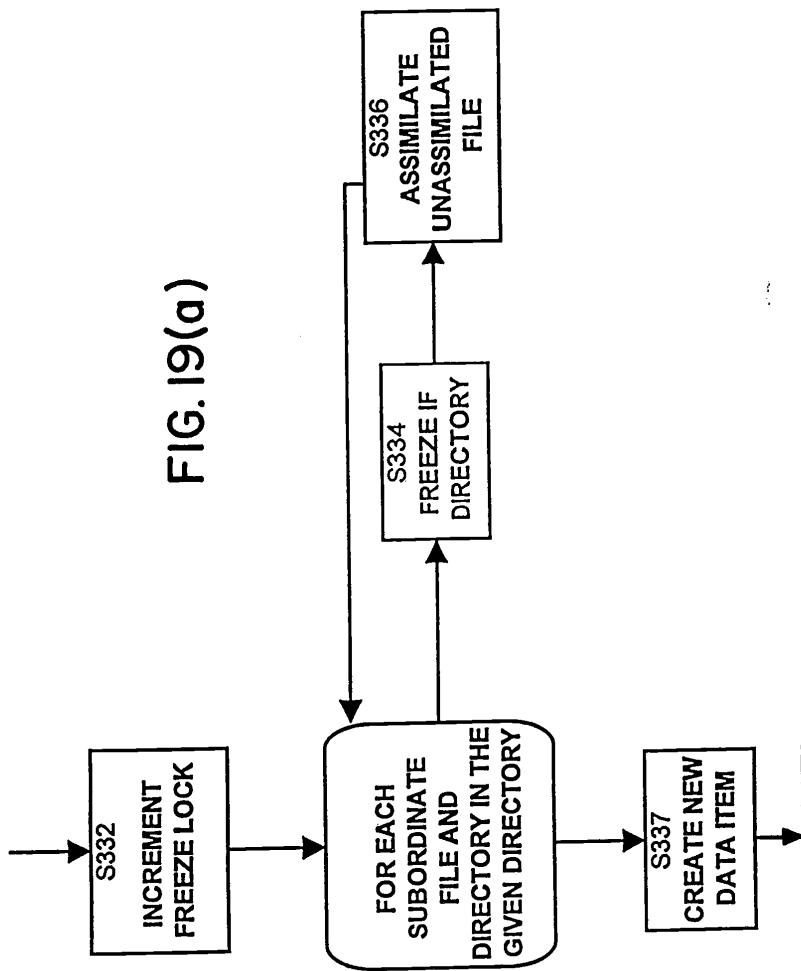 FIG. 19(a)
S332
INCREMENT
FREEZE LOCK
FOR EACH
SUBORDINATE
FILE AND
DIRECTORY IN THE
GIVEN DIRECTORY
S334
FREEZE IF
DIRECTORY
S336
ASSIMILATE
UNASSIMILATED
FILE
S337
CREATE NEW
DATA ITEM